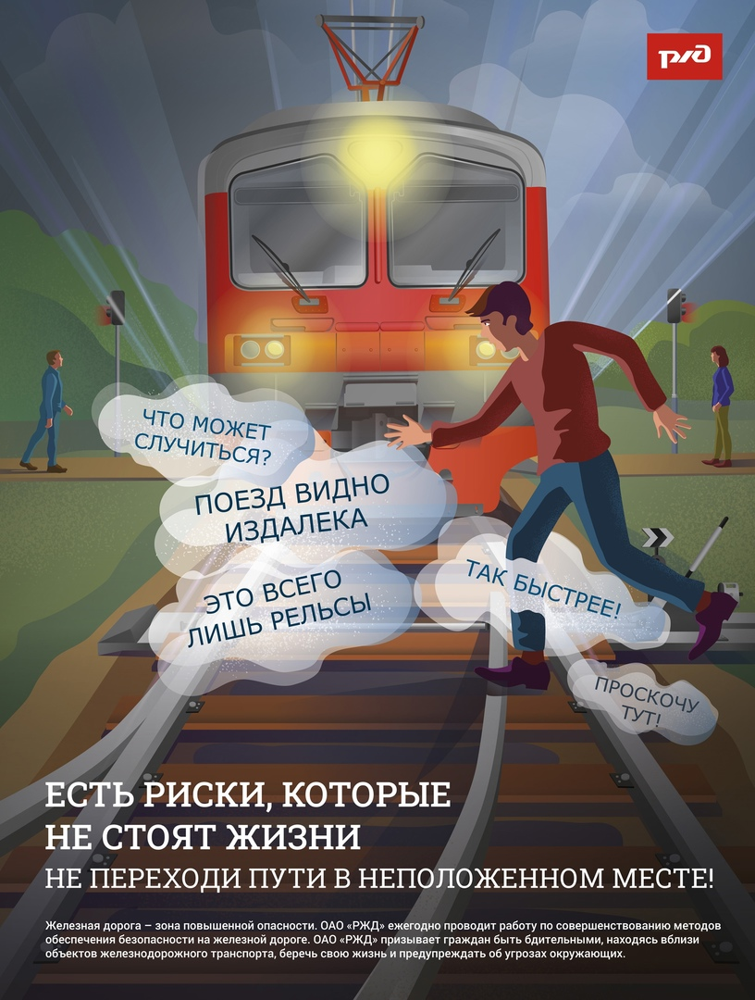 ржд
ЧТО МОЖЕТ
СЛУЧИТЬСЯ?
ПОЕЗД ВИДНО
ИЗДАЛЕКА
ЭТО ВСЕГО
ЛИШЬ РЕЛЬСЫ
ТАК БЫСТРЕЕ!
ПРОСКОЧУ
ТУТ!
ЕСТЬ РИСКИ, КОТОРЫЕ
НЕ СТОЯТ ЖИЗНИ
НЕ ПЕРЕХОДИ ПУТИ В НЕПОЛОЖЕННОМ МЕСТЕ!
Железная дорога – зона повышенной опасности. ОАО «РЖД» ежегодно проводит работу по совершенствованию методов
обеспечения безопасности на железной дороге. ОАО «РЖД» призывает граждан быть бдительными, находясь вблизи
объектов железнодорожного транспорта, беречь свою жизнь и предупреждать об угрозах окружающих.